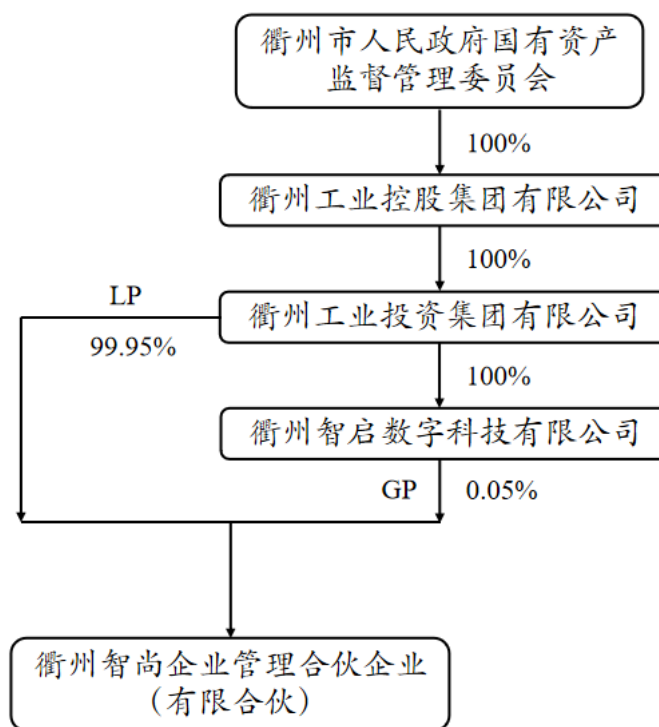 衢州市人民政府国有资产
监督管理委员会
100%
衢州工业控股集团有限公司
100%
LP
衢州工业投资集团有限公司
99.95%
100%
衢州智启数字科技有限公司
GP
0.05%
衢州智尚企业管理合伙企业
(有限合伙)